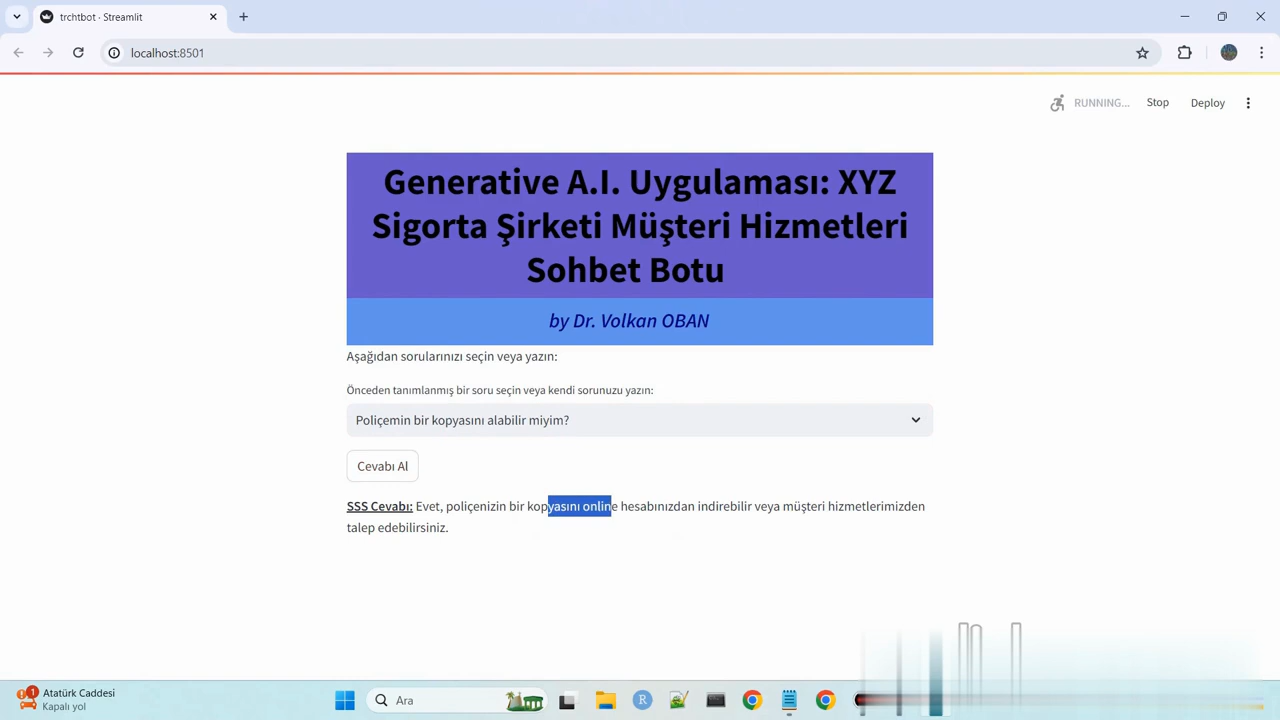 trchtbot · Streamlit
localhost:8501
RUNNING...
Stop
Deploy
Generative A.I. Uygulaması: XYZ
Sigorta Şirketi Müşteri Hizmetleri
Sohbet Botu
by Dr. Volkan OBAN
Aşağıdan sorularınızı seçin veya yazın:
Önceden tanımlanmış bir soru seçin veya kendi sorunuzu yazın:
Poliçemin bir kopyasını alabilir miyim?
Cevabı Al
SSS Cevabı: Evet, poliçenizin bir kopyasını online hesabınızdan indirebilir veya müşteri hizmetlerimizden
talep edebilirsiniz.
1
Atatürk Caddesi
Kapalı yol
Ara
R